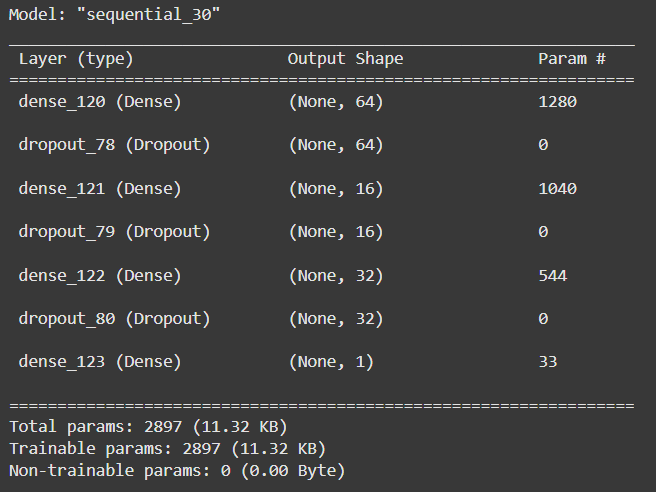 Model: "sequential_30"
_________________________________________________________________
 Layer (type)                Output Shape              Param #
=================================================================
 dense_120 (Dense)           (None, 64)                1280
 dropout_78 (Dropout)        (None, 64)                0
 dense_121 (Dense)           (None, 16)                1040
 dropout_79 (Dropout)        (None, 16)                0
 dense_122 (Dense)           (None, 32)                544
 dropout_80 (Dropout)        (None, 32)                0
 dense_123 (Dense)           (None, 1)                 33
=================================================================
Total params: 2897 (11.32 KB)
Trainable params: 2897 (11.32 KB)
Non-trainable params: 0 (0.00 Byte)